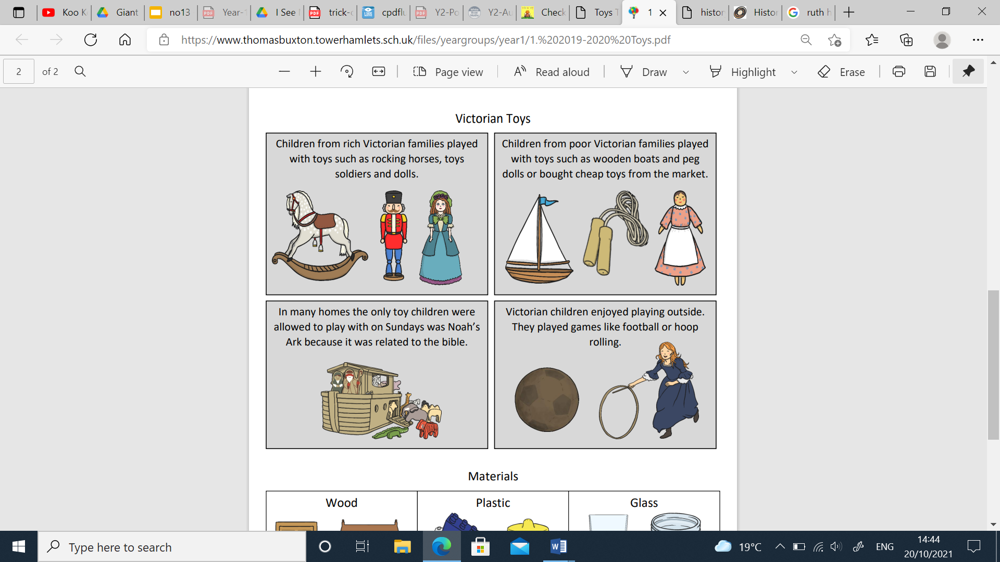 Koo K
Giant
no13
Year-1
I See
trick-
cpdflu
Y2-Po
Y2-Au
Check
Toys T
1
histor
Histor
ruth h
https://www.thomasbuxton.towerhamlets.sch.uk/files/yeargroups/year1/1.%202019-2020%20Toys.pdf
2 of 2
Page view
Read aloud
Draw
Highlight
Erase
Victorian Toys
Children from rich Victorian families played
with toys such as rocking horses, toys
soldiers and dolls.
Children from poor Victorian families played
with toys such as wooden boats and peg
dolls or bought cheap toys from the market.
In many homes the only toy children were
allowed to play with on Sundays was Noah's
Ark because it was related to the bible.
Victorian children enjoyed playing outside.
They played games like football or hoop
rolling.
Materials
Wood
Plastic
Glass
Type here to search
19°C
ENG
14:44
20/10/2021